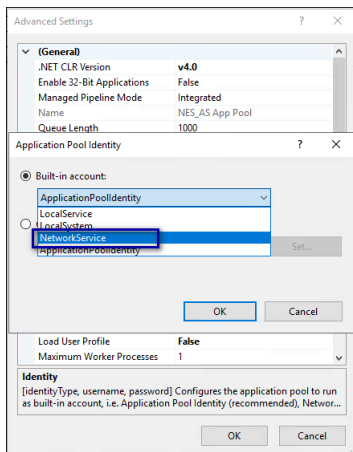 Advanced Settings
(General)
.NET CLR Version v4.0
Enable 32-Bit Applications False
Managed Pipeline Mode Integrated
Name NES_AS App Pool
Queue Length 1000
Application Pool Identity
Built-in account:
ApplicationPoolIdentity
LocalService
LocalSystem
NetworkService
ApplicationPoolIdentity
Set...
OK Cancel
Load User Profile False
Maximum Worker Processes 1
Identity
[identityType, username, password] Configures the application pool to run
as built-in account, i.e. Application Pool Identity (recommended), Networ...
OK Cancel